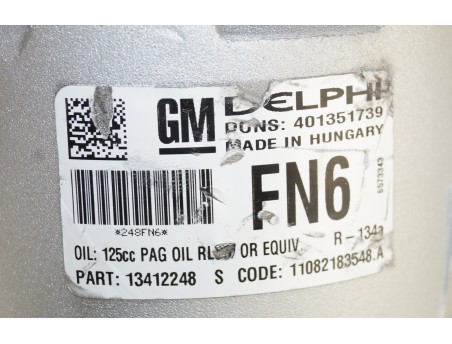 GM DELPHI
DUNS: 401351739
MADE IN HUNGARY
FN6
6573343
*248FN6*
OIL: 125cc PAG OIL OR EQUIV. R-134a
PART: 13412248 S CODE: 11082183548.A